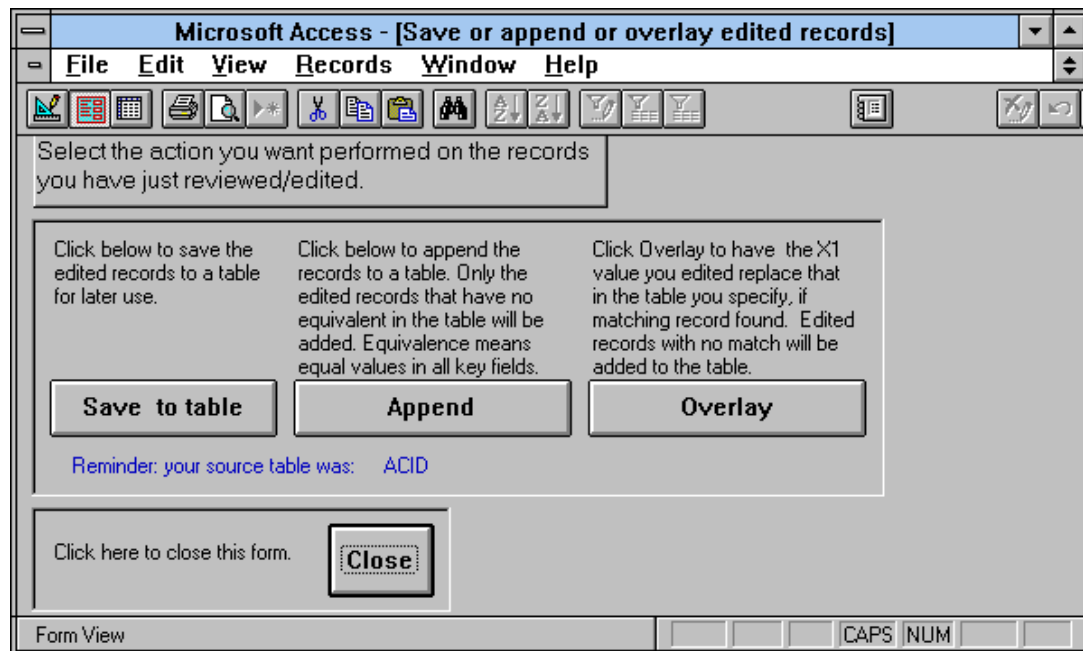 Microsoft Access - [Save or append or overlay edited records]
File Edit View Records Window Help
Select the action you want performed on the records
you have just reviewed/edited.
Click below to save the
edited records to a table
for later use.
Click below to append the
records to a table. Only the
edited records that have no
equivalent in the table will be
added. Equivalence means
equal values in all key fields.
Click Overlay to have the X1
value you edited replace that
in the table you specify, if
matching record found. Edited
records with no match will be
added to the table.
Save to table
Append
Overlay
Reminder: your source table was: ACID
Click here to close this form.
Close
Form View
CAPS NUM